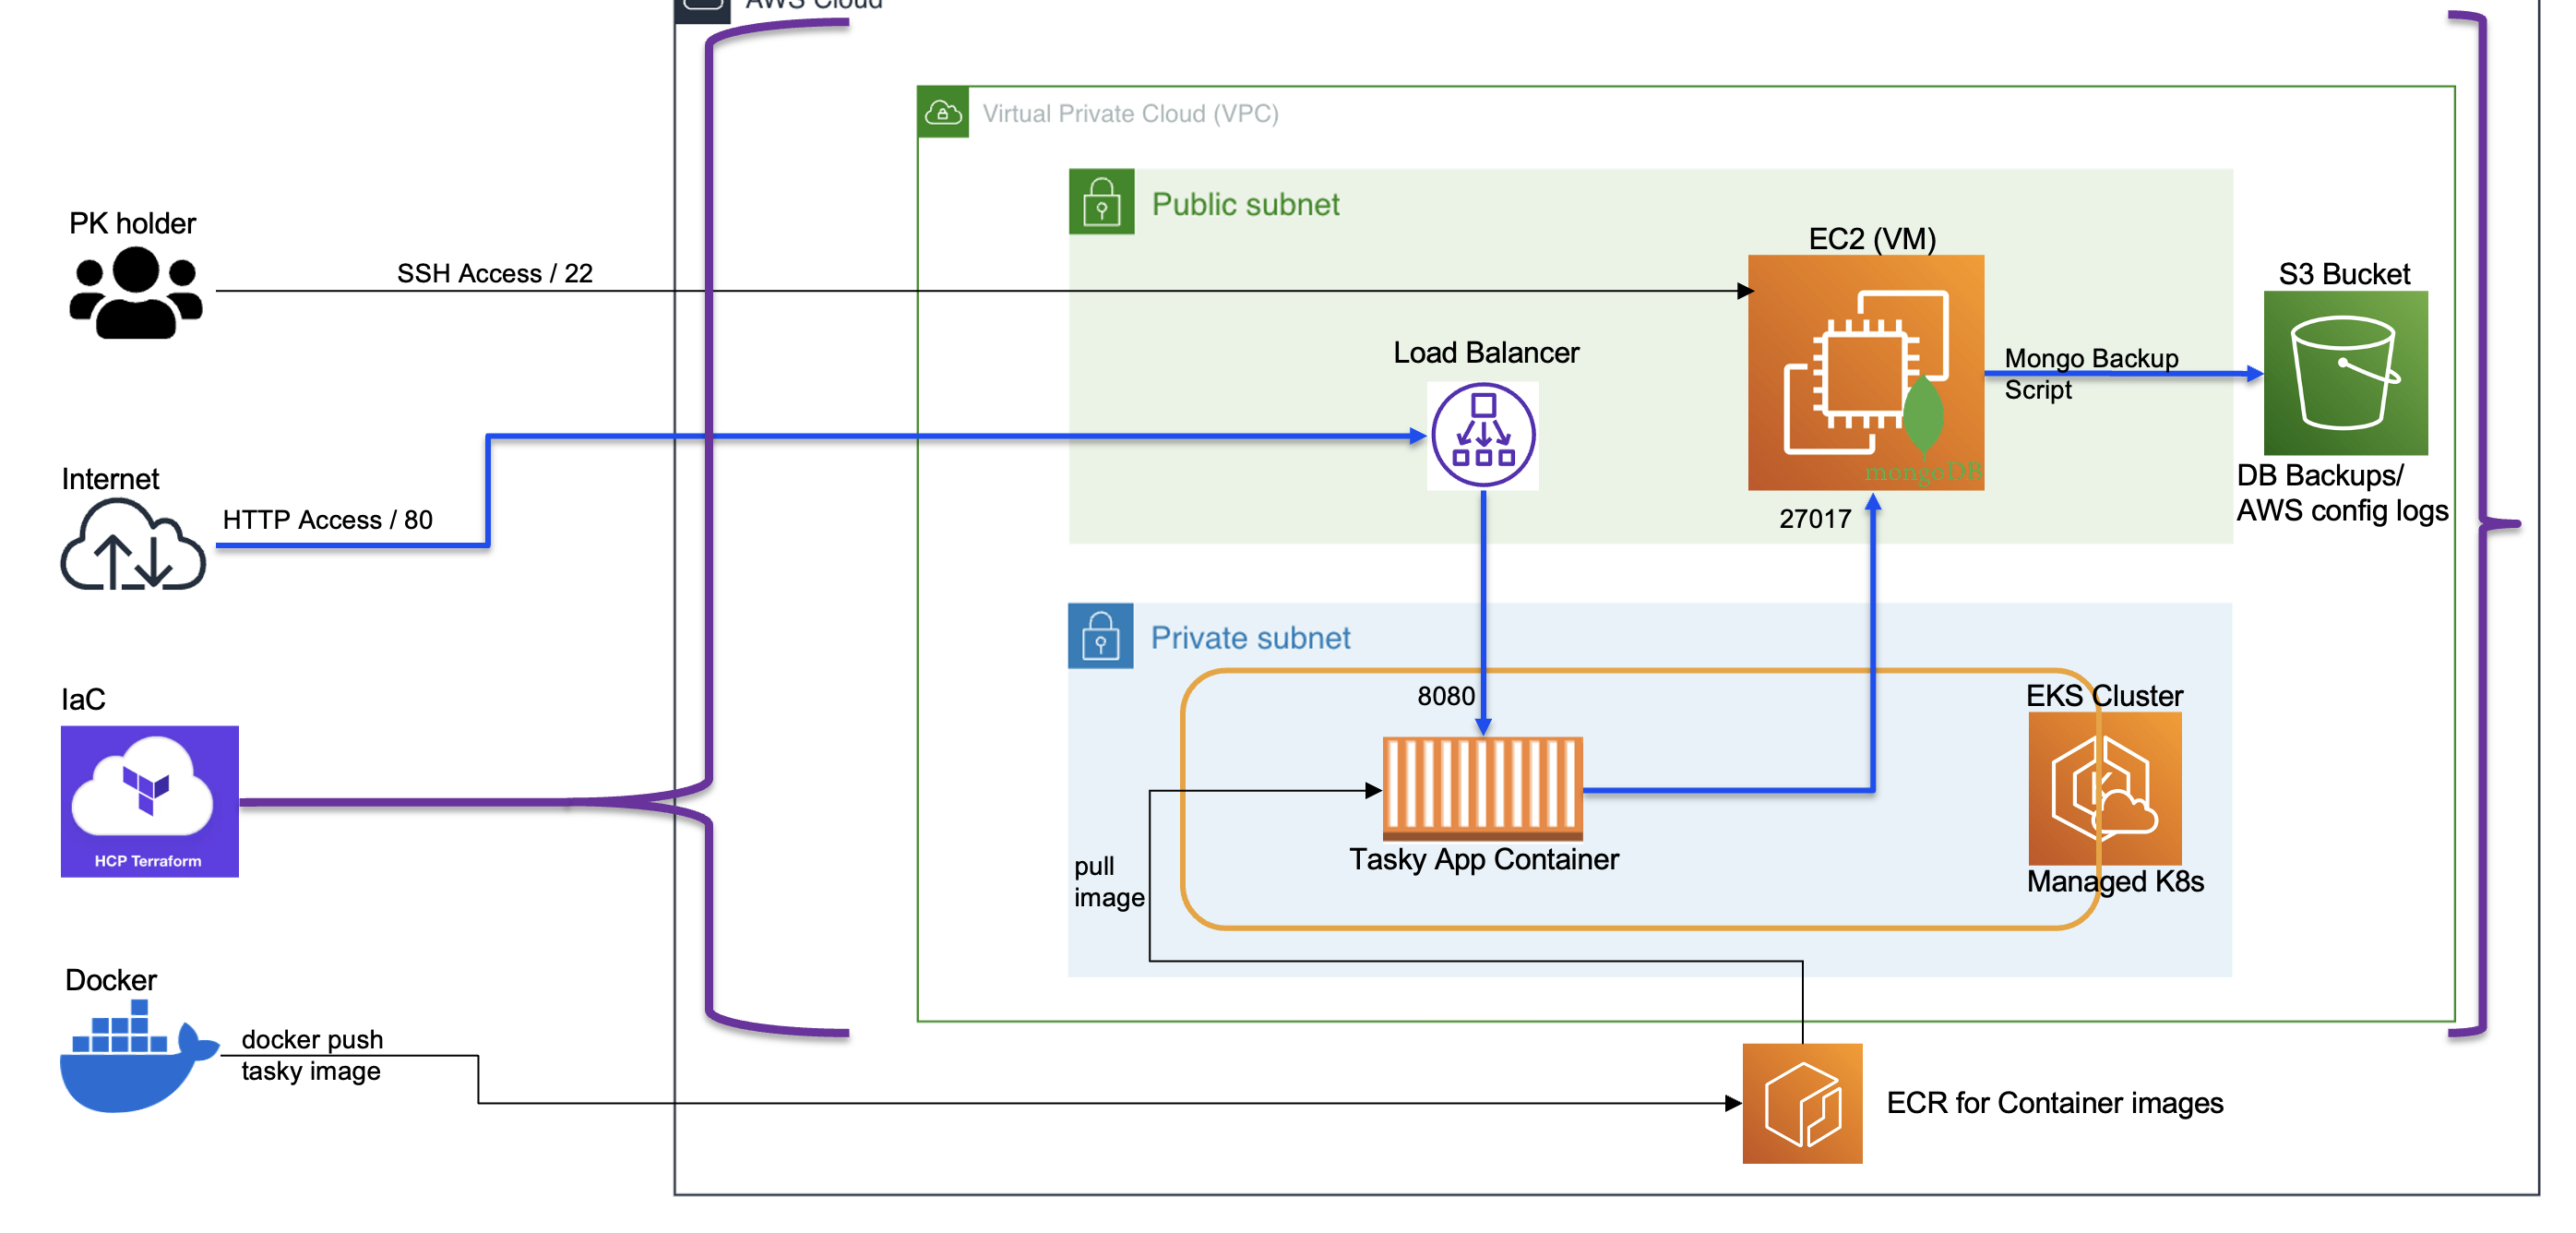 AWS Cloud
Virtual Private Cloud (VPC)
Public subnet
PK holder
SSH Access / 22
EC2 (VM)
S3 Bucket
Load Balancer
Mongo Backup
Script
mongoDB
DB Backups/
AWS config logs
Internet
HTTP Access / 80
27017
Private subnet
IaC
HCP Terraform
8080
EKS Cluster
K
Managed K8s
Tasky App Container
pull
image
Docker
docker push
tasky image
ECR for Container images